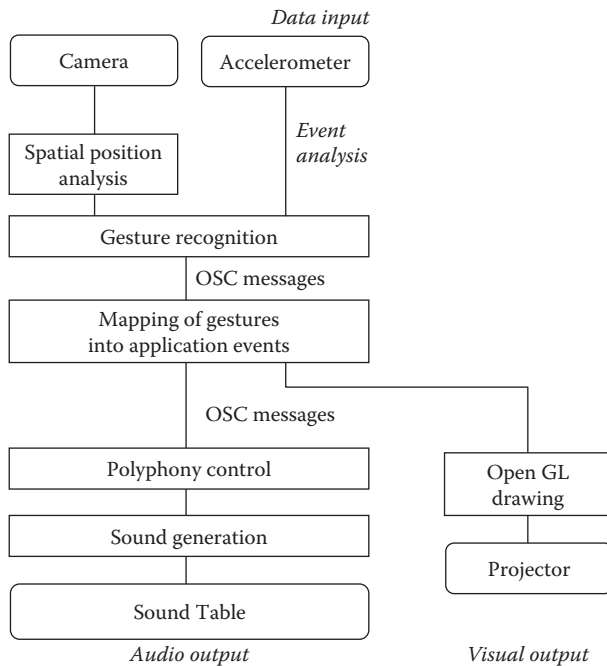 Data input
Camera
Accelerometer
Event
analysis
Spatial position
analysis
Gesture recognition
OSC messages
Mapping of gestures
into application events
OSC messages
Polyphony control
Open GL
drawing
Sound generation
Projector
Sound Table
Audio output
Visual output